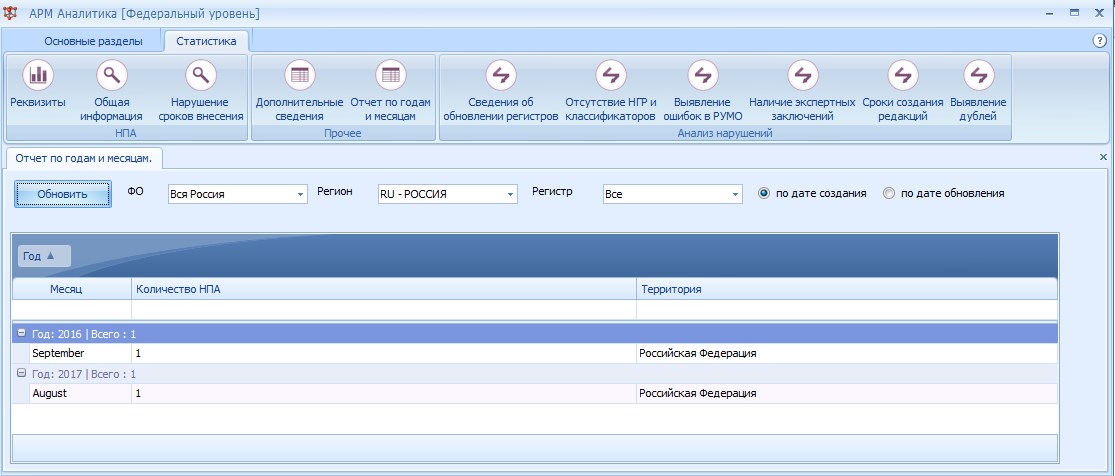 АРМ Аналитика [Федеральный уровень]
Основные разделы
Статистика
Реквизиты
Общая
информация
Нарушение
сроков внесения
НПА
Дополнительные
сведения
Отчет по годам
и месяцам
Прочее
Сведения об
обновлении регистров
Отсутствие НГР и
классификаторов
Выявление
ошибок в РУМО
Наличие экспертных
заключений
Сроки создания
редакций
Выявление
дублей
Анализ нарушений
Отчет по годам и месяцам.
Обновить ФО Вся Россия Регион RU - РОССИЯ Регистр Все по дате создания по дате обновления
Год
Месяц Количество НПА Территория
Год: 2016 | Всего : 1
September 1 Российская Федерация
Год: 2017 | Всего : 1
August 1 Российская Федерация